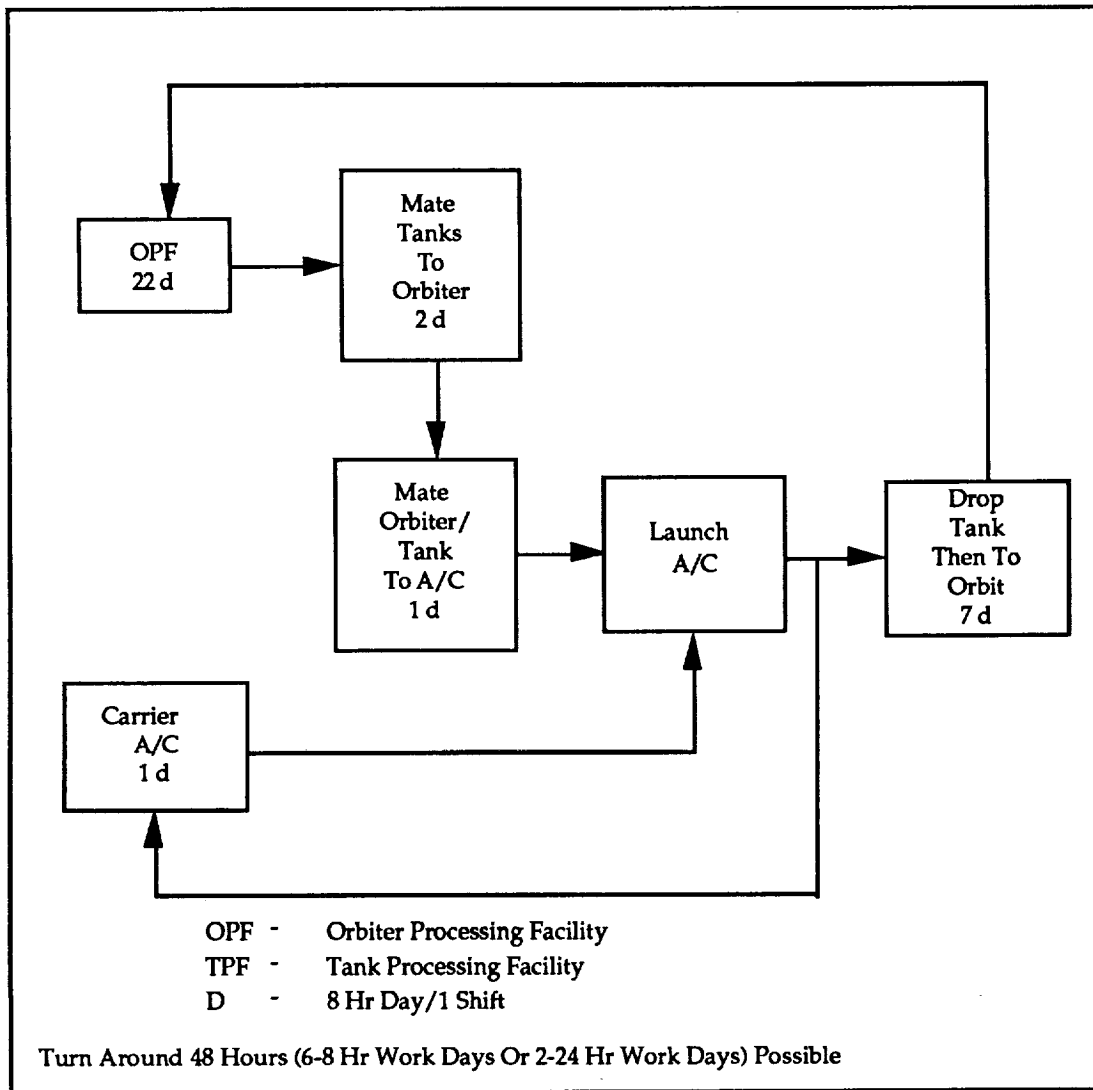 OPF
22 d
Mate
Tanks
To
Orbiter
2 d
Mate
Orbiter/
Tank
To A/C
1 d
Launch
A/C
Drop
Tank
Then To
Orbit
7 d
Carrier
A/C
1 d
OPF - Orbiter Processing Facility
TPF - Tank Processing Facility
D - 8 Hr Day/1 Shift
Turn Around 48 Hours (6-8 Hr Work Days Or 2-24 Hr Work Days) Possible